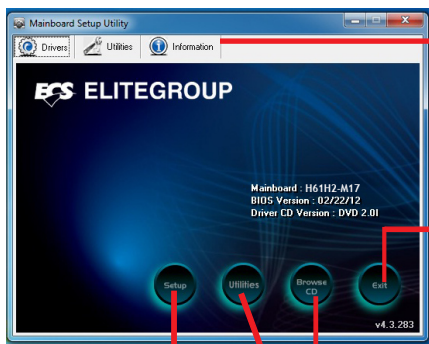 Mainboard Setup Utility
Drivers Utilities Information
ECS ELITEGROUP
Mainboard : H61H2-M17
BIOS Version : 02/22/12
Driver CD Version : DVD 2.0I
Setup Utilities Browse CD Exit
v4.3.283